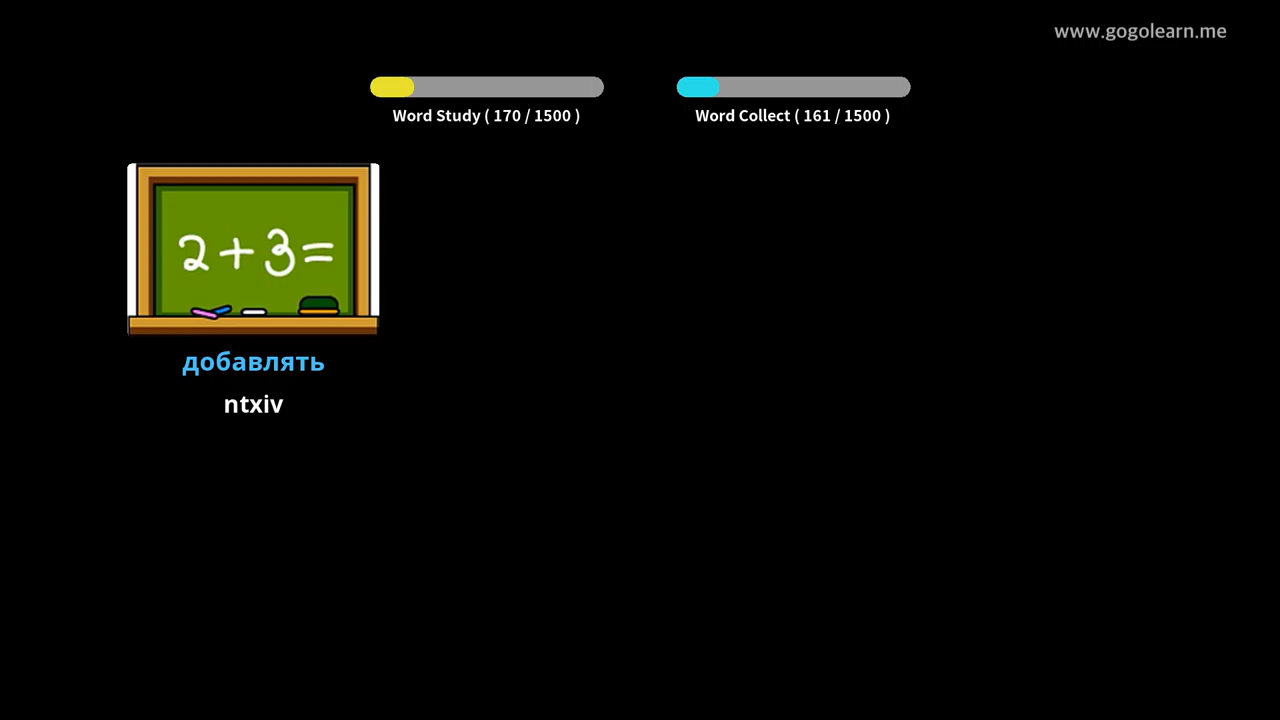 www.gogolearn.me
Word Study ( 170 / 1500 )
Word Collect ( 161 / 1500 )
2+3=
добавлять
ntxiv